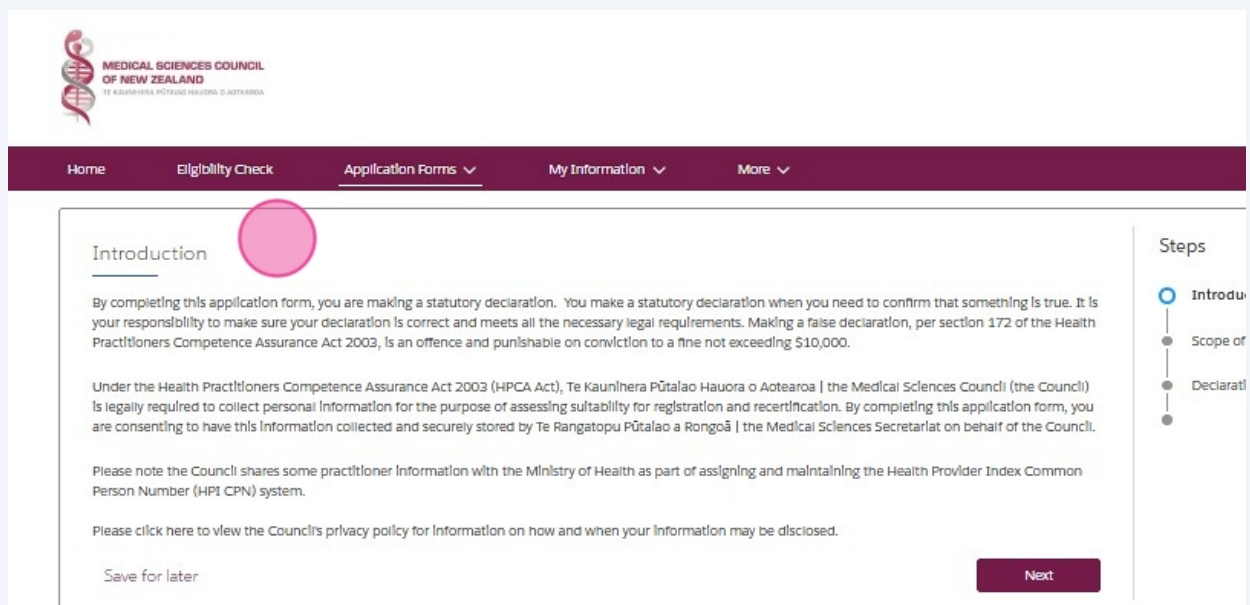 MEDICAL SCIENCES COUNCIL
OF NEW ZEALAND
TE KAUNIHERA PŪTAIAO HAUORA O AOTEAROA
Home
Eligibility Check
Application Forms
My Information
More
Introduction
By completing this application form, you are making a statutory declaration. You make a statutory declaration when you need to confirm that something is true. It is
your responsibility to make sure your declaration is correct and meets all the necessary legal requirements. Making a false declaration, per section 172 of the Health
Practitioners Competence Assurance Act 2003, is an offence and punishable on conviction to a fine not exceeding $10,000.
Under the Health Practitioners Competence Assurance Act 2003 (HPCA Act), Te Kaunihera Pūtaiao Hauora o Aotearoa | the Medical Sciences Council (the Council)
is legally required to collect personal information for the purpose of assessing suitability for registration and recertification. By completing this application form, you
are consenting to have this information collected and securely stored by Te Rangatopu Pūtaiao a Rongoā | the Medical Sciences Secretariat on behalf of the Council.
Please note the Council shares some practitioner information with the Ministry of Health as part of assigning and maintaining the Health Provider Index Common
Person Number (HPI CPN) system.
Please click here to view the Council's privacy policy for information on how and when your information may be disclosed.
Save for later
Next
Steps
Introdu
Scope of
Declarati